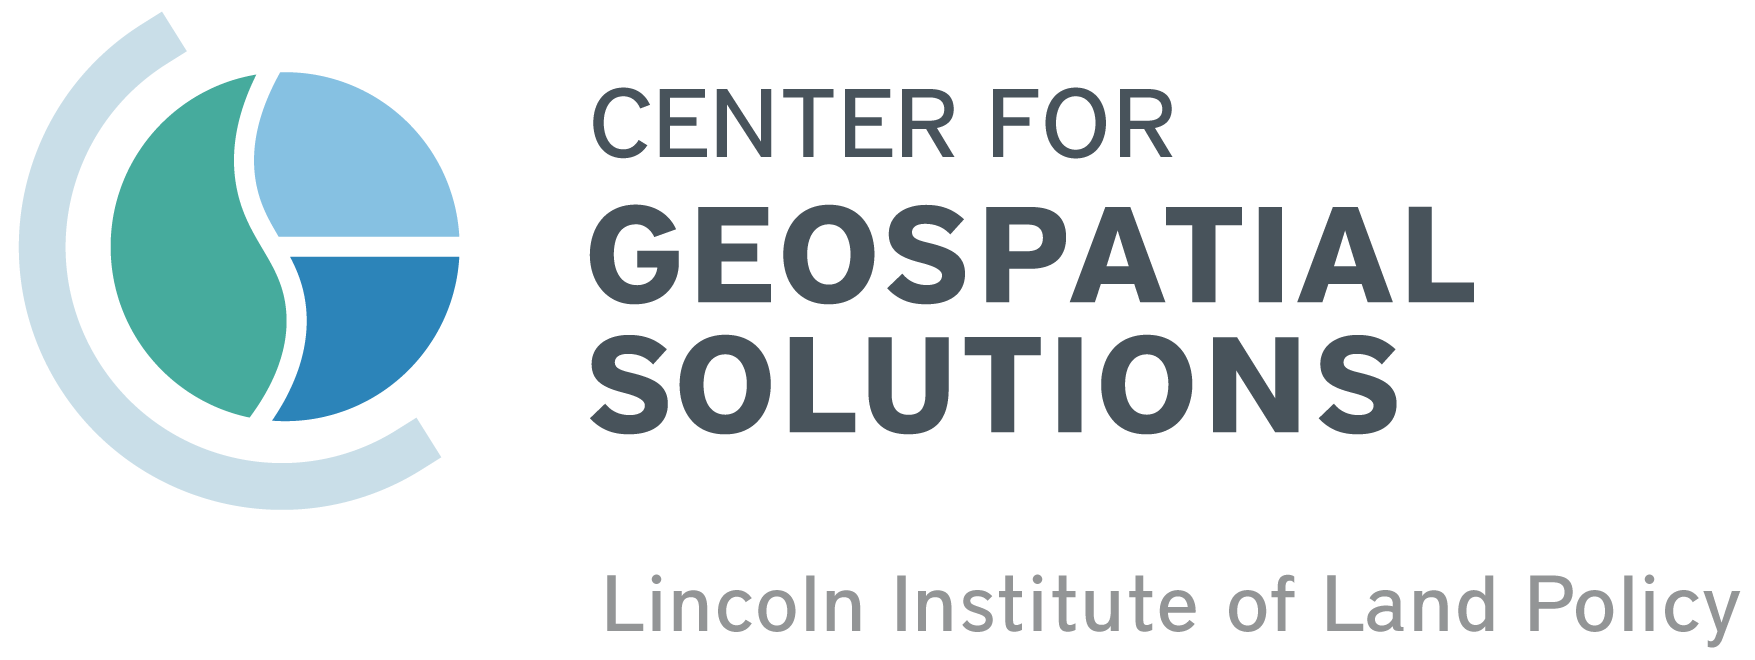 CENTER FOR
GEOSPATIAL
SOLUTIONS
Lincoln Institute of Land Policy